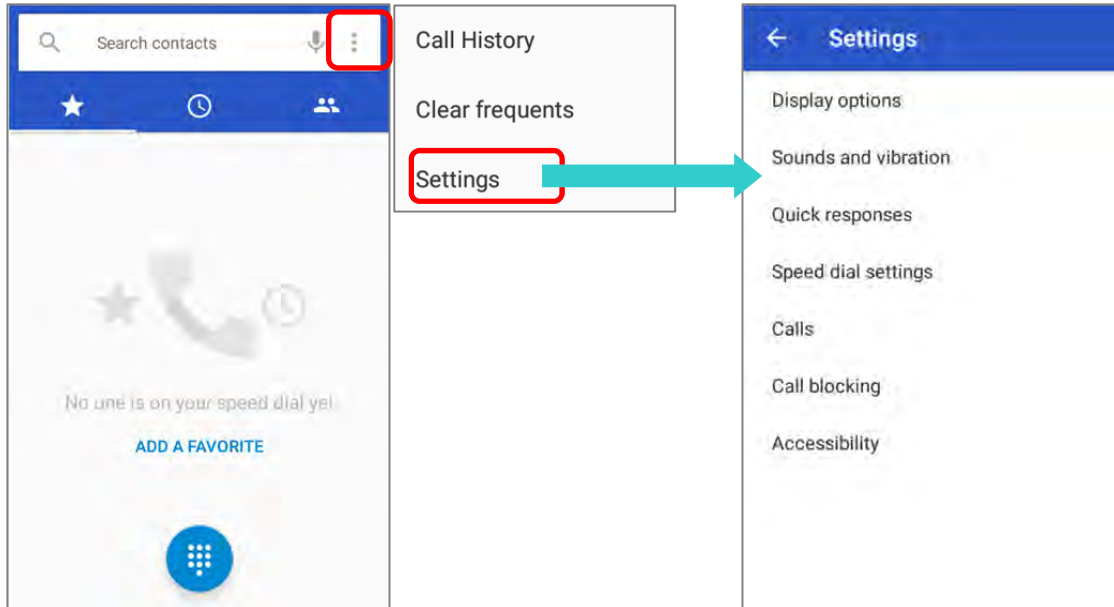 Search contacts
No one is on your speed dial yet
ADD A FAVORITE
Call History
Clear frequents
Settings
Settings
Display options
Sounds and vibration
Quick responses
Speed dial settings
Calls
Call blocking
Accessibility